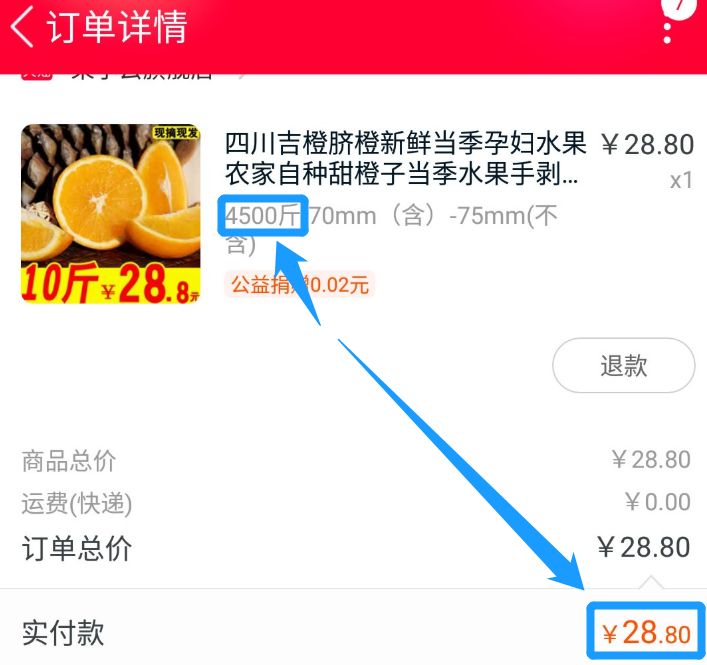 订单详情
7
四川吉橙脐橙新鲜当季孕妇水果
¥28.80
农家自种甜橙子当季水果手剥...
x1
4500斤 70mm（含）-75mm(不
含)
公益捐赠0.02元
现摘现发
10斤¥28.8元
退款
商品总价
¥28.80
运费(快递)
¥0.00
订单总价
¥28.80
实付款
¥28.80